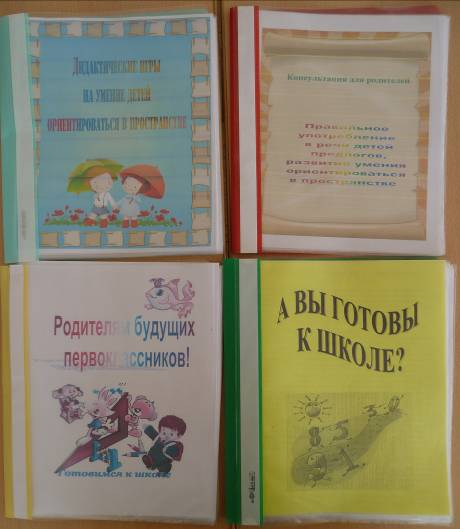 Дидактические игры
на умение детей
ориентироваться в пространстве
Консультация для родителей
Правильное
употребление
в речи детей
предлогов,
развитие умения
ориентироваться
в пространстве
Родителям будущих
первоклассников!
Готовимся к школе
А ВЫ ГОТОВЫ
К ШКОЛЕ?